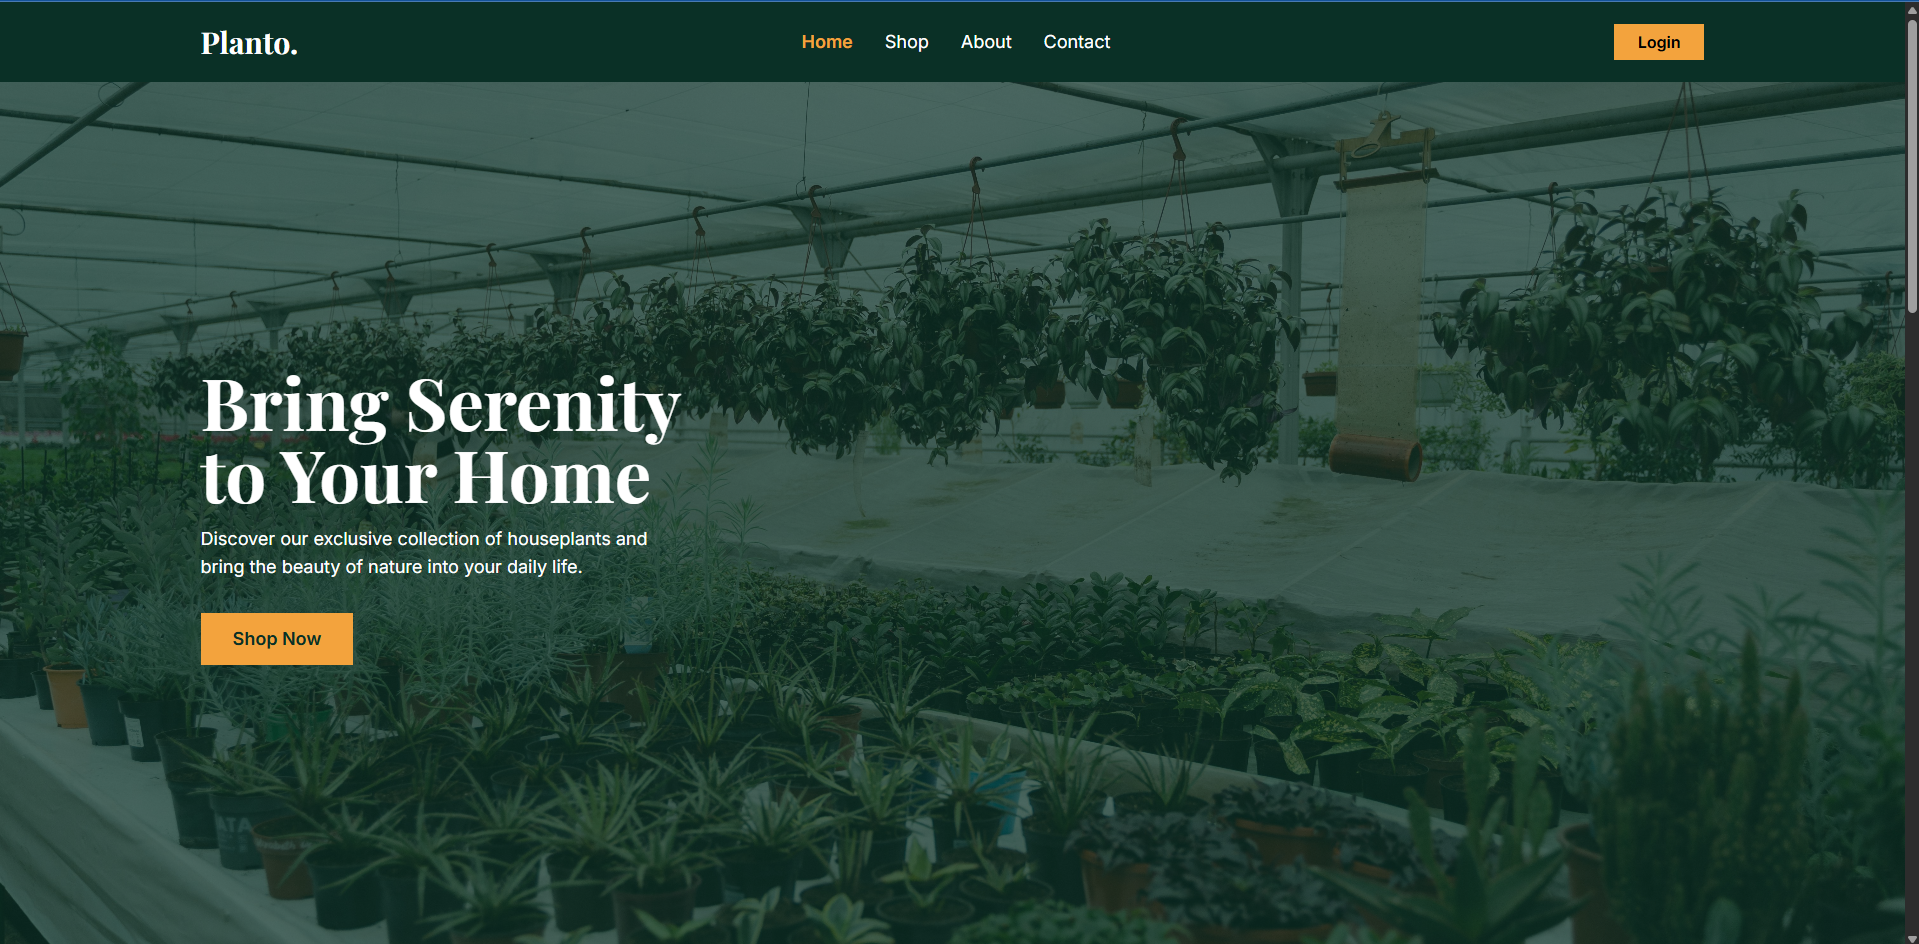 Planto.
Home
Shop
About
Contact
Login
Bring Serenity
to Your Home
Discover our exclusive collection of houseplants and
bring the beauty of nature into your daily life.
Shop Now